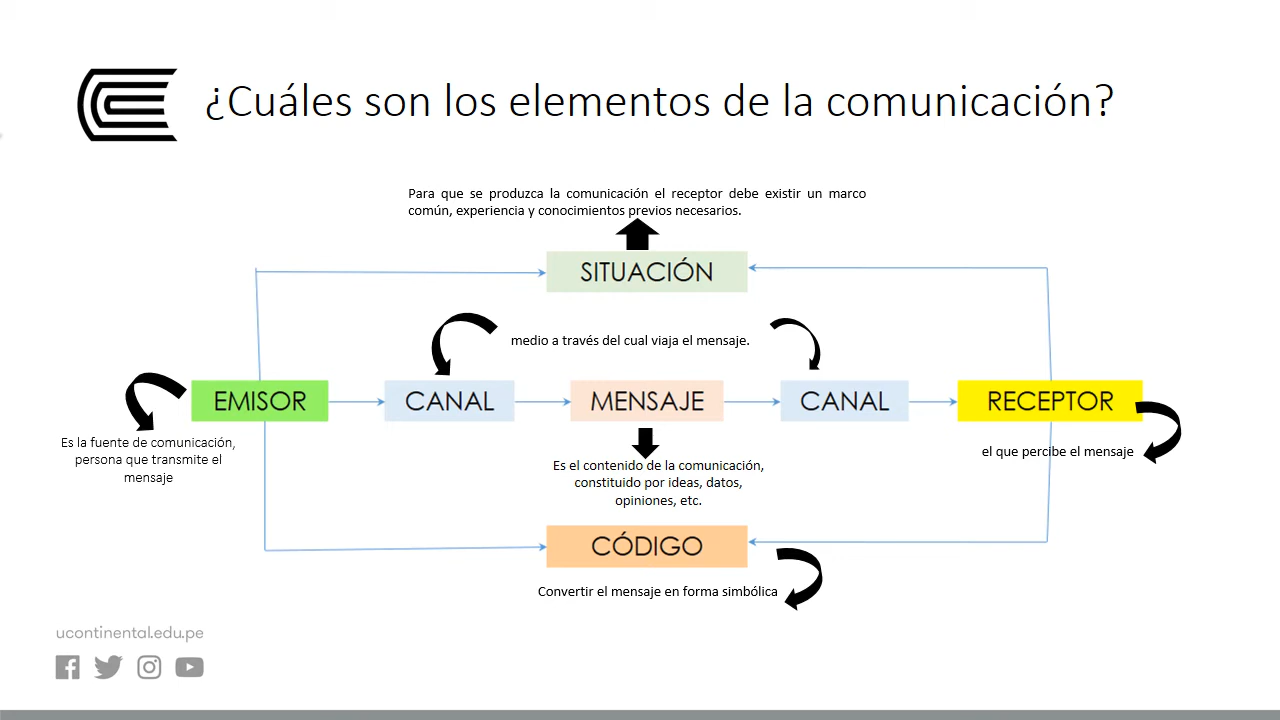 ¿Cuáles son los elementos de la comunicación?
Para que se produzca la comunicación el receptor debe existir un marco
común, experiencia y conocimientos previos necesarios.
SITUACIÓN
medio a través del cual viaja el mensaje.
EMISOR
CANAL
MENSAJE
CANAL
RECEPTOR
Es la fuente de comunicación,
persona que transmite el
mensaje
Es el contenido de la comunicación,
constituido por ideas, datos,
opiniones, etc.
el que percibe el mensaje
CÓDIGO
Convertir el mensaje en forma simbólica
ucontinental.edu.pe